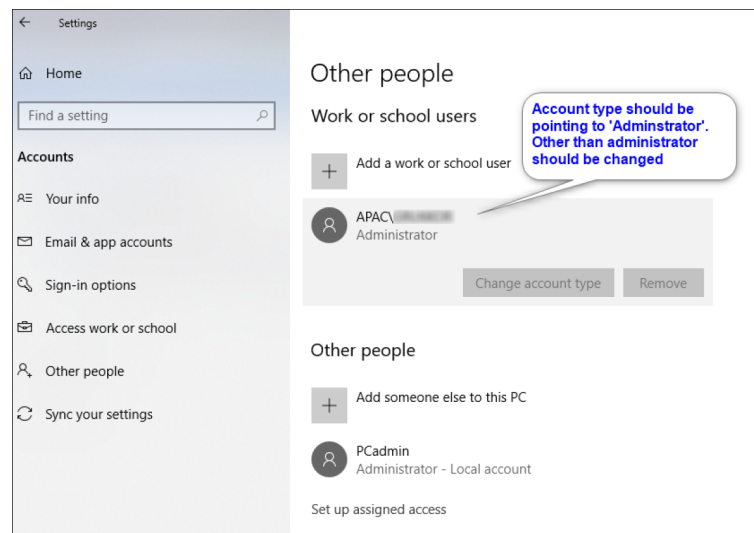 Settings
Home
Find a setting
Accounts
Your info
Email & app accounts
Sign-in options
Access work or school
Other people
Sync your settings
Other people
Work or school users
Add a work or school user
APAC\
Administrator
Change account type
Remove
Account type should be
pointing to 'Adminstrator'.
Other than administrator
should be changed
Other people
Add someone else to this PC
PCadmin
Administrator - Local account
Set up assigned access